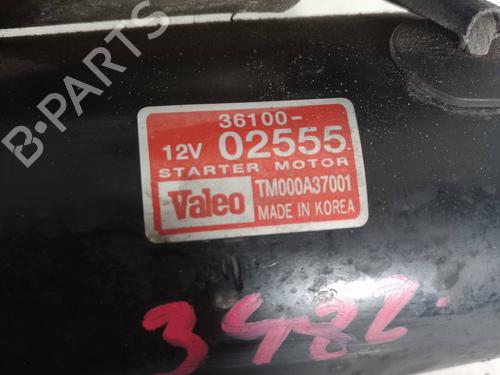 36100-
12V 02555
STARTER MOTOR
Valeo TM000A37001
MADE IN KOREA
3482.
B-PARTS